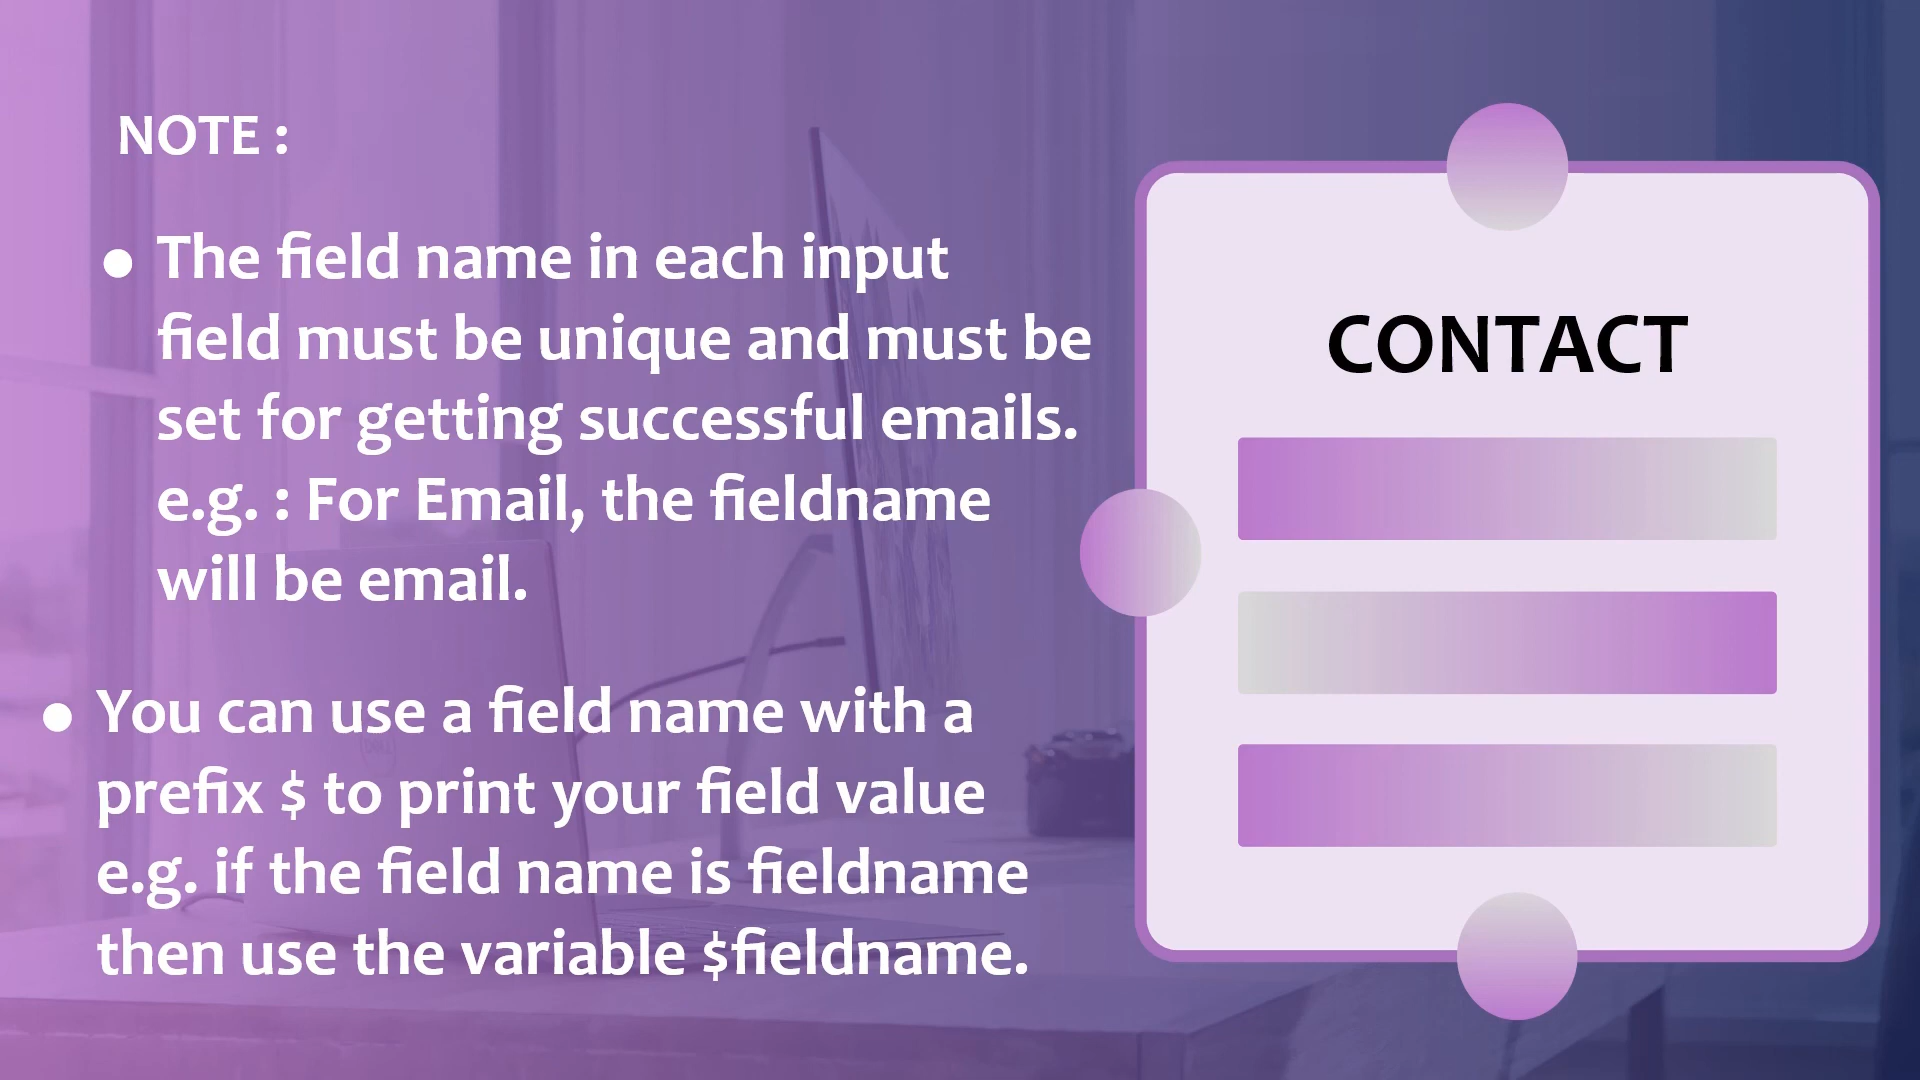 NOTE :
• The field name in each input
field must be unique and must be
set for getting successful emails.
e.g. : For Email, the fieldname
will be email.
• You can use a field name with a
prefix $ to print your field value
e.g. if the field name is fieldname
then use the variable $fieldname.
CONTACT